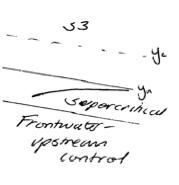 S3
yc
yn
supercritical
Frontwater-
upstream
control